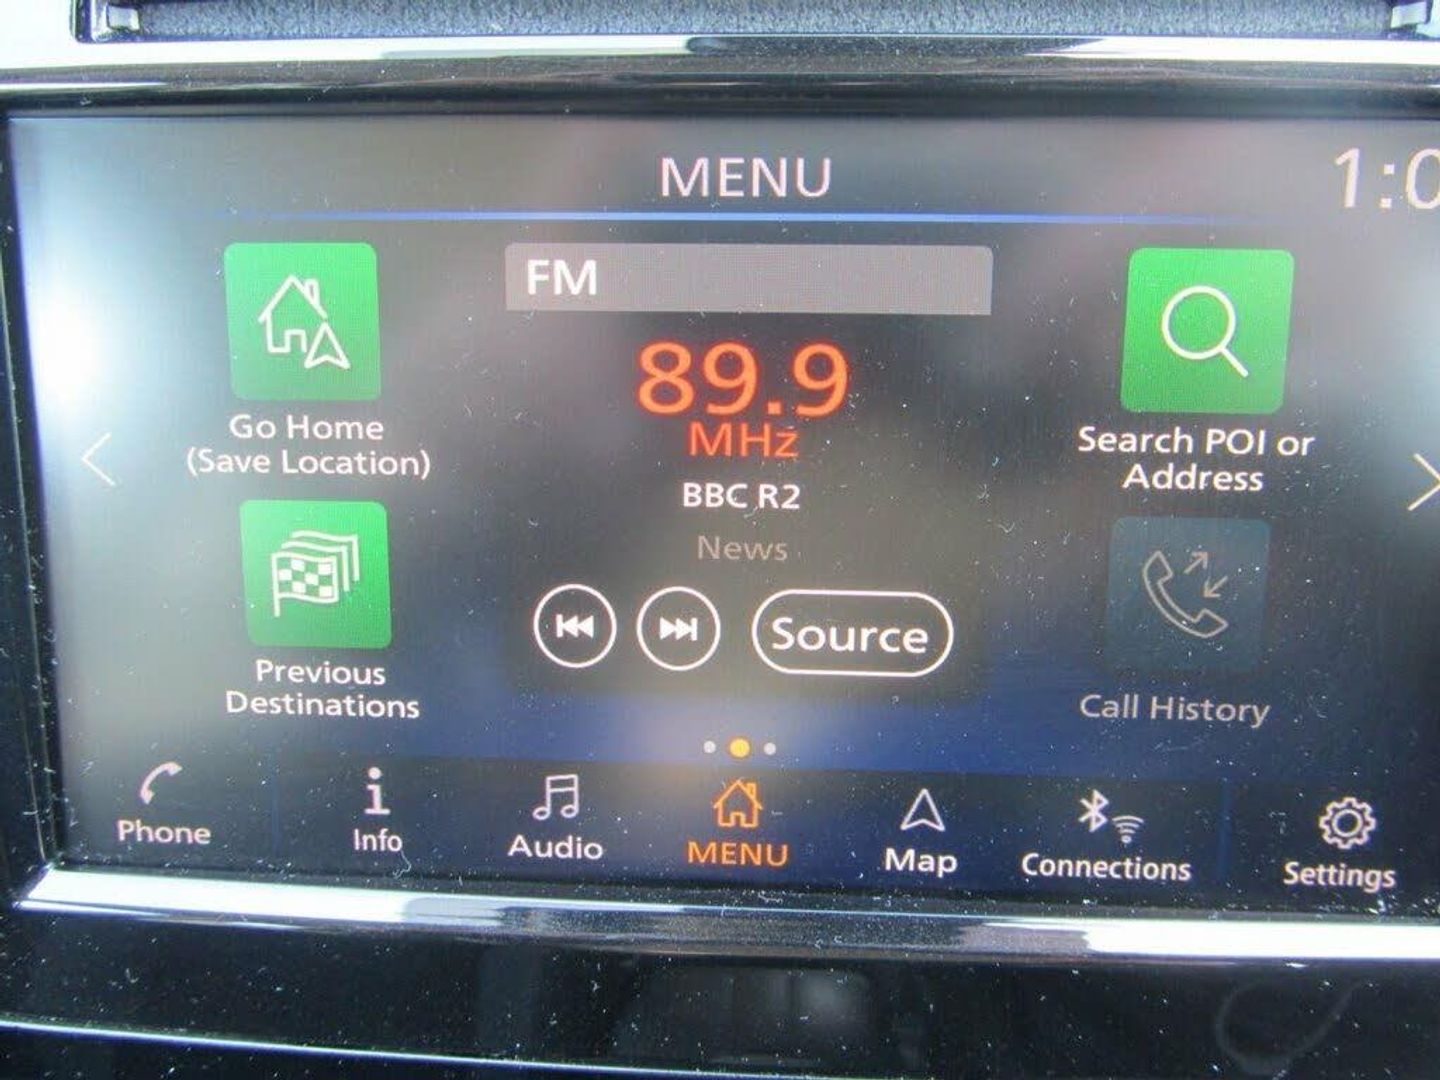 MENU
1:0
FM
89.9
MHz
BBC R2
News
Source
Go Home
(Save Location)
Previous
Destinations
Search POI or
Address
Call History
Phone
Info
Audio
MENU
Map
Connections
Settings